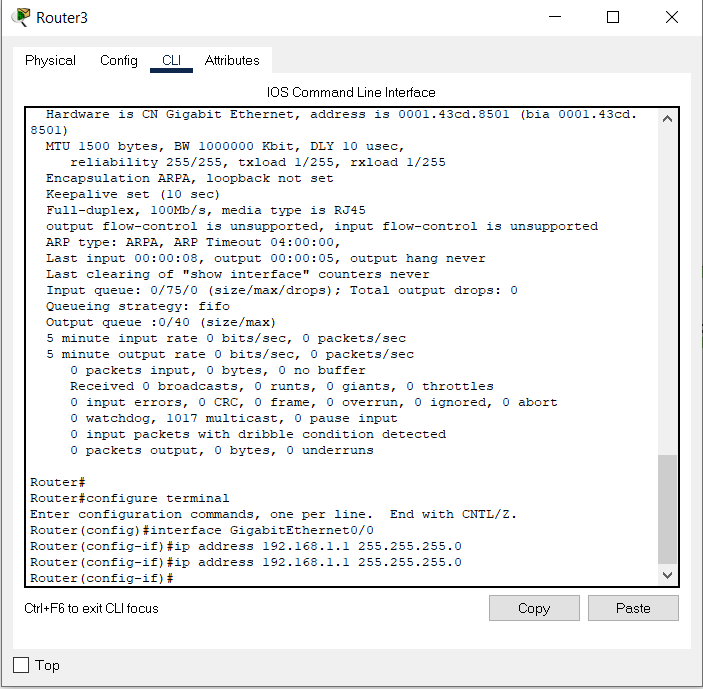 Router3
Physical Config CLI Attributes
IOS Command Line Interface
Hardware is CN Gigabit Ethernet, address is 0001.43cd.8501 (bia 0001.43cd.
8501)
MTU 1500 bytes, BW 1000000 Kbit, DLY 10 usec,
reliability 255/255, txload 1/255, rxload 1/255
Encapsulation ARPA, loopback not set
Keepalive set (10 sec)
Full-duplex, 100Mb/s, media type is RJ45
output flow-control is unsupported, input flow-control is unsupported
ARP type: ARPA, ARP Timeout 04:00:00,
Last input 00:00:08, output 00:00:05, output hang never
Last clearing of "show interface" counters never
Input queue: 0/75/0 (size/max/drops); Total output drops: 0
Queueing strategy: fifo
Output queue :0/40 (size/max)
5 minute input rate 0 bits/sec, 0 packets/sec
5 minute output rate 0 bits/sec, 0 packets/sec
0 packets input, 0 bytes, 0 no buffer
Received 0 broadcasts, 0 runts, 0 giants, 0 throttles
0 input errors, 0 CRC, 0 frame, 0 overrun, 0 ignored, 0 abort
0 watchdog, 1017 multicast, 0 pause input
0 input packets with dribble condition detected
0 packets output, 0 bytes, 0 underruns
Router#
Router#configure terminal
Enter configuration commands, one per line.  End with CNTL/Z.
Router(config)#interface GigabitEthernet0/0
Router(config-if)#ip address 192.168.1.1 255.255.255.0
Router(config-if)#ip address 192.168.1.1 255.255.255.0
Router(config-if)#
Ctrl+F6 to exit CLI focus
Copy Paste
Top